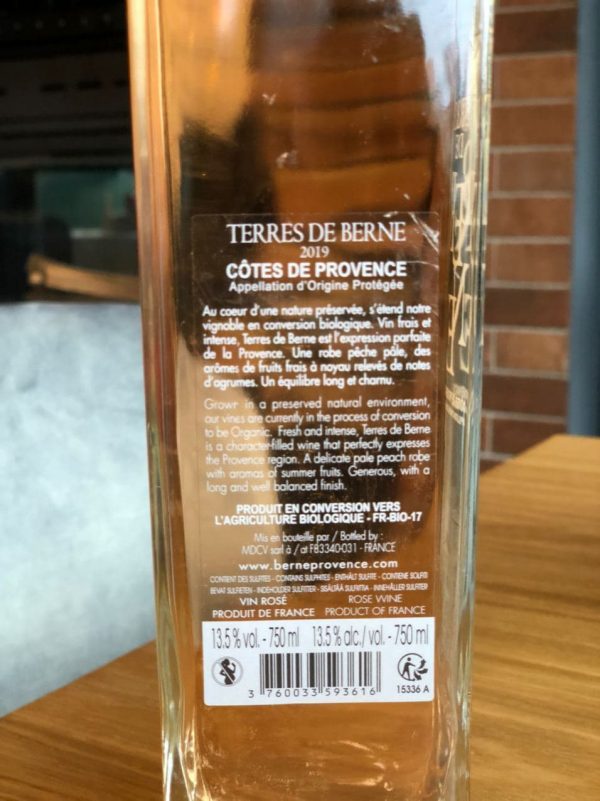 TERRES DE BERNE
2019
CÔTES DE PROVENCE
Appellation d'Origine Protégée
Au coeur d'une nature préservée, s'étend notre
vignoble en conversion biologique. Vin frais et
intense, Terres de Berne est l'expression parfaite
de la Provence. Une robe pêche pâle, des
arômes de fruits frais à noyau relevés de notes
d'agrumes. Un équilibre long et charnu.
Grown in a preserved natural environment,
our vines are currently in the process of conversion
to be Organic. Fresh and intense, Terres de Berne
is a character-filled wine that perfectly expresses
the Provence region. A delicate pale peach robe
with aromas of summer fruits. Generous, with a
long and well balanced finish.
PRODUIT EN CONVERSION VERS
L'AGRICULTURE BIOLOGIQUE - FR-BIO-17
Mis en bouteille par / Bottled by :
MDCV sarl à / at F83340-031 - FRANCE
www.berneprovence.com
CONTIENT DES SULFITES - CONTAINS SULPHITES - ENTHÄLT SULFITE - CONTIENE SOLFITI
BEVAT SULFIETEN - INDEHOLDER SULFITTER - SISÄLTÄÄ SULFIITTIA - INNEHÅLLER SULFITER
VIN ROSÉ ROSE WINE
PRODUIT DE FRANCE PRODUCT OF FRANCE
13,5% vol. - 750 ml 13.5% alc./vol. - 750 ml
3 760033 593616
15336 A